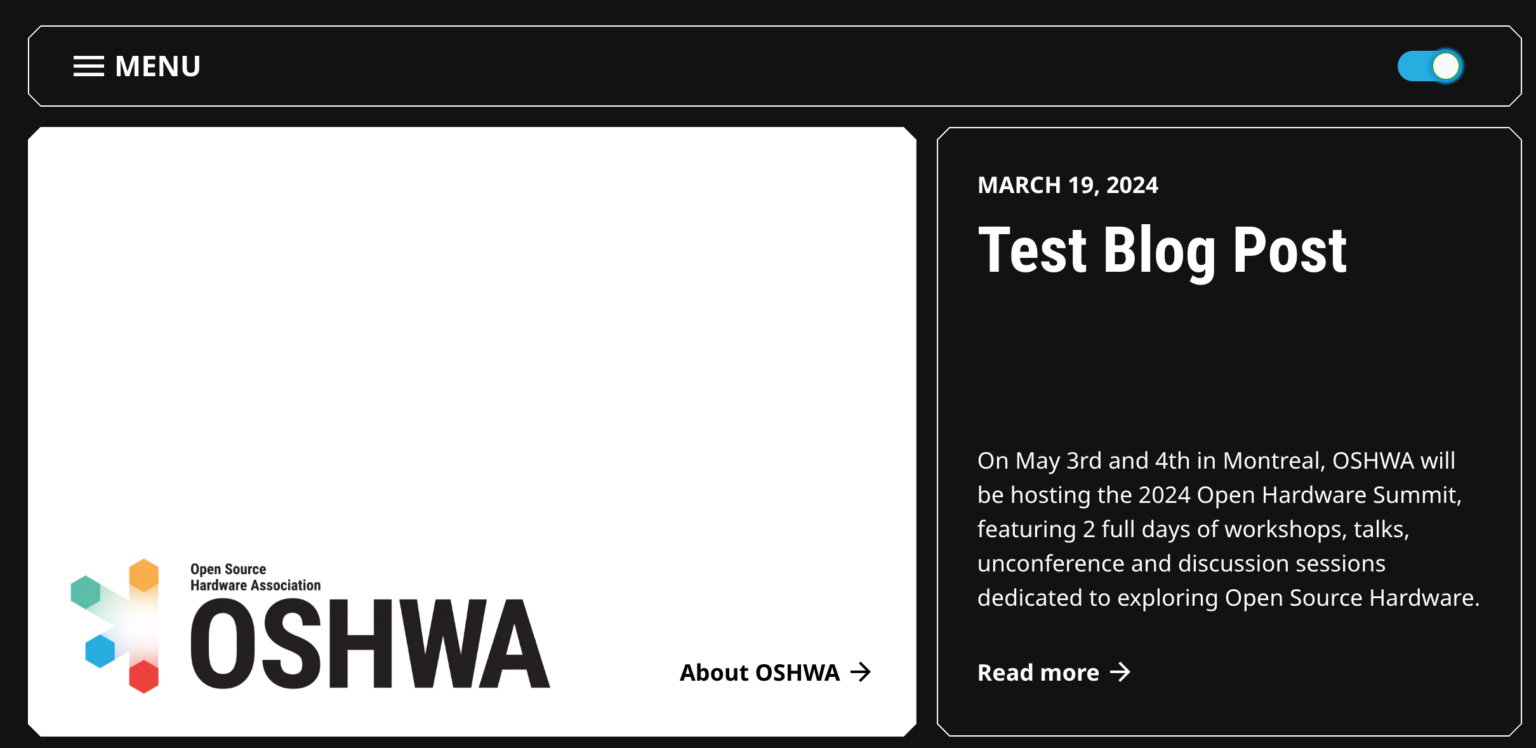 MENU
Open Source
Hardware Association
OSHWA
About OSHWA →
MARCH 19, 2024
Test Blog Post
On May 3rd and 4th in Montreal, OSHWA will
be hosting the 2024 Open Hardware Summit,
featuring 2 full days of workshops, talks,
unconference and discussion sessions
dedicated to exploring Open Source Hardware.
Read more →